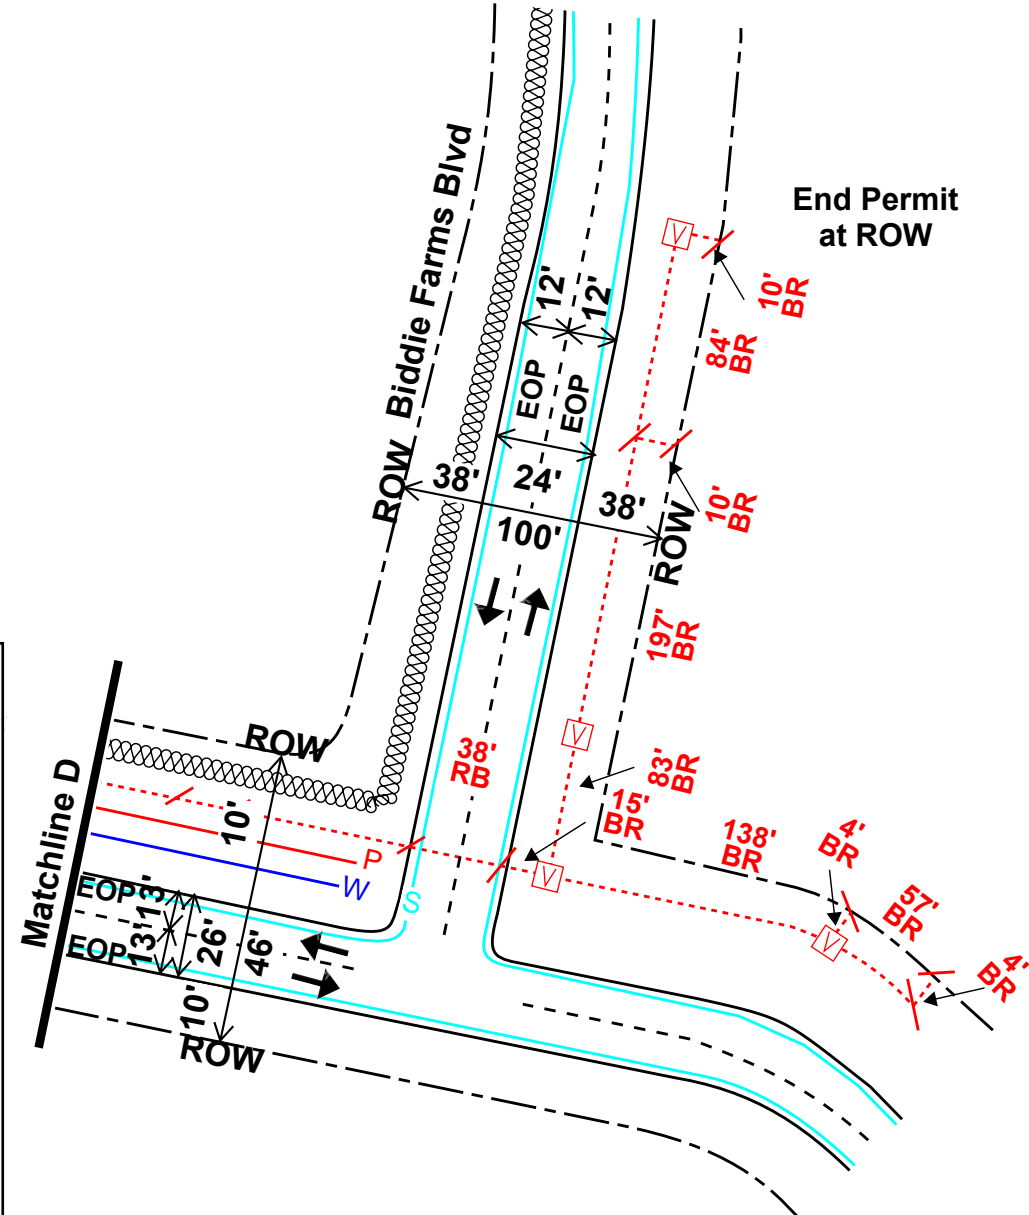 End Permit
at ROW
Biddie Farms Blvd
ROW
12'
12'
10'
BR
84'
BR
EOP
EOP
38'
24'
38'
100'
10'
BR
ROW
197'
BR
ROW
38'
RB
83'
BR
15'
BR
138'
BR
4'
BR
57'
BR
4'
BR
Matchline D
10'
P
W
S
EOP
13'
13'
EOP
26'
46'
10'
ROW
V
V
V
V